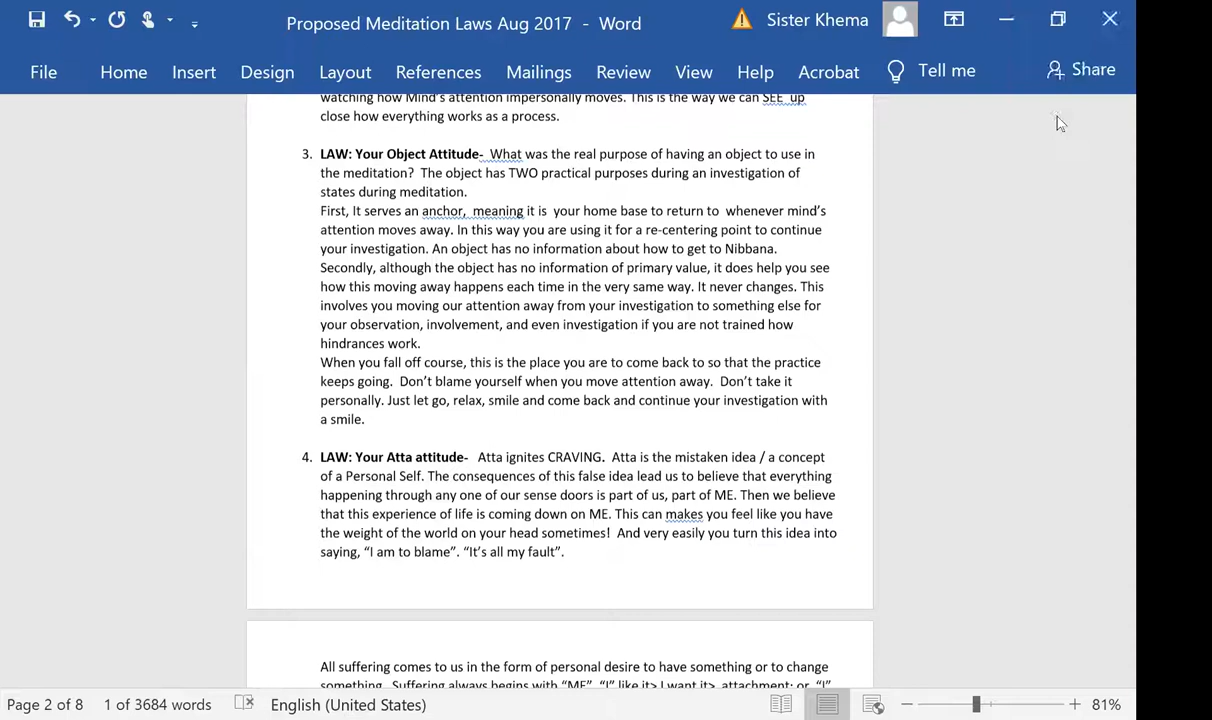 Proposed Meditation Laws Aug 2017 - Word
Sister Khema
File Home Insert Design Layout References Mailings Review View Help Acrobat Tell me Share
watching how Mind's attention impersonally moves. This is the way we can SEE up
close how everything works as a process.
3. LAW: Your Object Attitude- What was the real purpose of having an object to use in
the meditation? The object has TWO practical purposes during an investigation of
states during meditation.
First, It serves an anchor, meaning it is your home base to return to whenever mind's
attention moves away. In this way you are using it for a re-centering point to continue
your investigation. An object has no information about how to get to Nibbana.
Secondly, although the object has no information of primary value, it does help you see
how this moving away happens each time in the very same way. It never changes. This
involves you moving our attention away from your investigation to something else for
your observation, involvement, and even investigation if you are not trained how
hindrances work.
When you fall off course, this is the place you are to come back to so that the practice
keeps going. Don't blame yourself when you move attention away. Don't take it
personally. Just let go, relax, smile and come back and continue your investigation with
a smile.
4. LAW: Your Atta attitude- Atta ignites CRAVING. Atta is the mistaken idea / a concept
of a Personal Self. The consequences of this false idea lead us to believe that everything
happening through any one of our sense doors is part of us, part of ME. Then we believe
that this experience of life is coming down on ME. This can makes you feel like you have
the weight of the world on your head sometimes! And very easily you turn this idea into
saying, “I am to blame”. “It's all my fault”.
All suffering comes to us in the form of personal desire to have something or to change
something. Suffering always begins with “ME”, “I” like it> I want it> attachment; or “I”
Page 2 of 8 1 of 3684 words English (United States) 81%